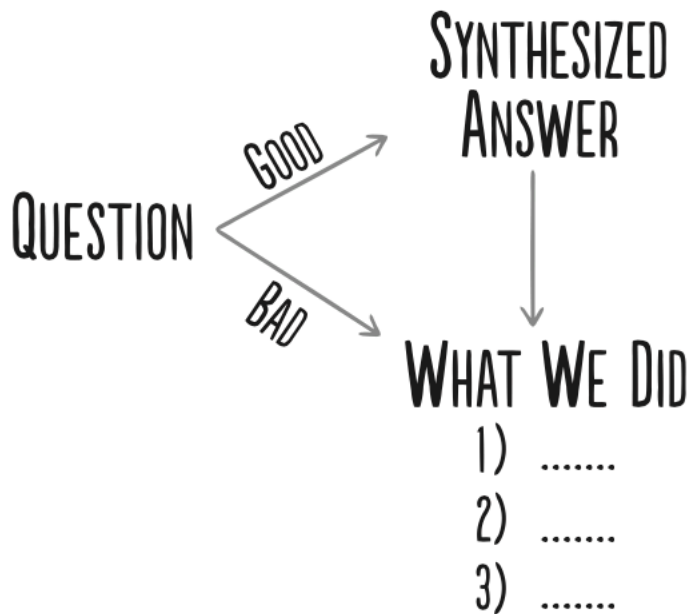 SYNTHESIZED
ANSWER
GOOD
QUESTION
BAD
WHAT WE DID
1) .......
2) .......
3) .......